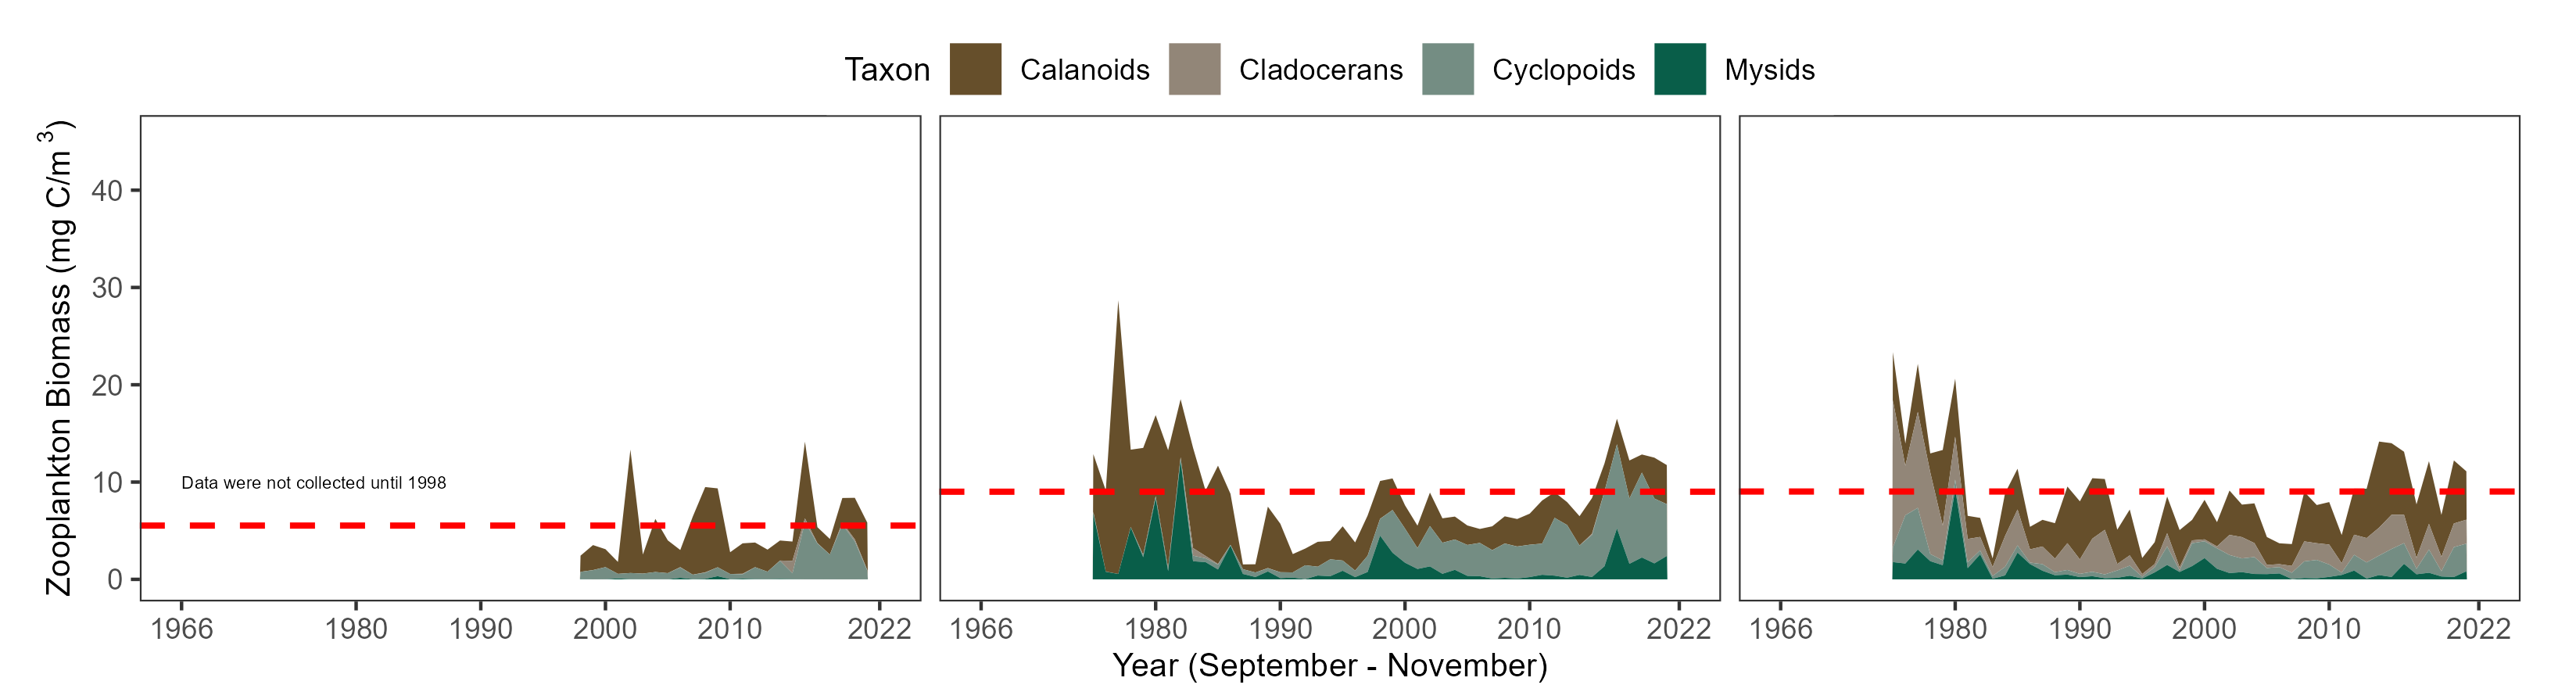 Taxon Calanoids Cladocerans Cyclopoids Mysids
Zooplankton Biomass (mg C/m³)
40
30
20
10
0
Data were not collected until 1998
1966 1980 1990 2000 2010 2022 1966 1980 1990 2000 2010 2022 1966 1980 1990 2000 2010 2022
Year (September - November)